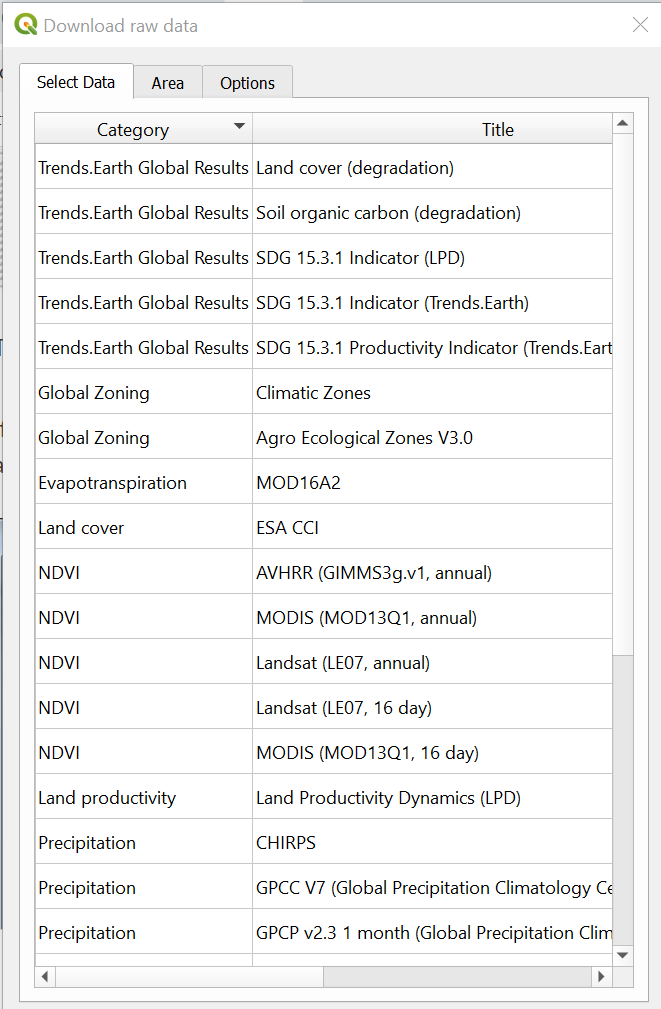 Download raw data
Select Data Area Options
Category Title
Trends.Earth Global Results Land cover (degradation)
Trends.Earth Global Results Soil organic carbon (degradation)
Trends.Earth Global Results SDG 15.3.1 Indicator (LPD)
Trends.Earth Global Results SDG 15.3.1 Indicator (Trends.Earth)
Trends.Earth Global Results SDG 15.3.1 Productivity Indicator (Trends.Eart
Global Zoning Climatic Zones
Global Zoning Agro Ecological Zones V3.0
Evapotranspiration MOD16A2
Land cover ESA CCI
NDVI AVHRR (GIMMS3g.v1, annual)
NDVI MODIS (MOD13Q1, annual)
NDVI Landsat (LE07, annual)
NDVI Landsat (LE07, 16 day)
NDVI MODIS (MOD13Q1, 16 day)
Land productivity Land Productivity Dynamics (LPD)
Precipitation CHIRPS
Precipitation GPCC V7 (Global Precipitation Climatology Ce
Precipitation GPCP v2.3 1 month (Global Precipitation Clim